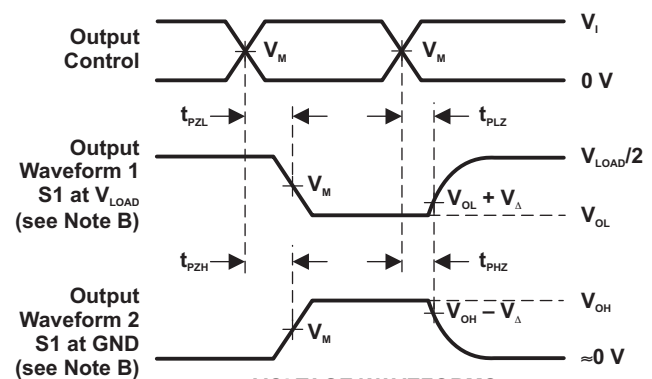 Output
Control
V_M
V_M
V_I
0 V
t_PZL
t_PLZ
Output
Waveform 1
S1 at V_LOAD
(see Note B)
V_M
V_OL + V_Δ
V_LOAD/2
V_OL
t_PZH
t_PHZ
Output
Waveform 2
S1 at GND
(see Note B)
V_M
V_OH – V_Δ
V_OH
≈0 V